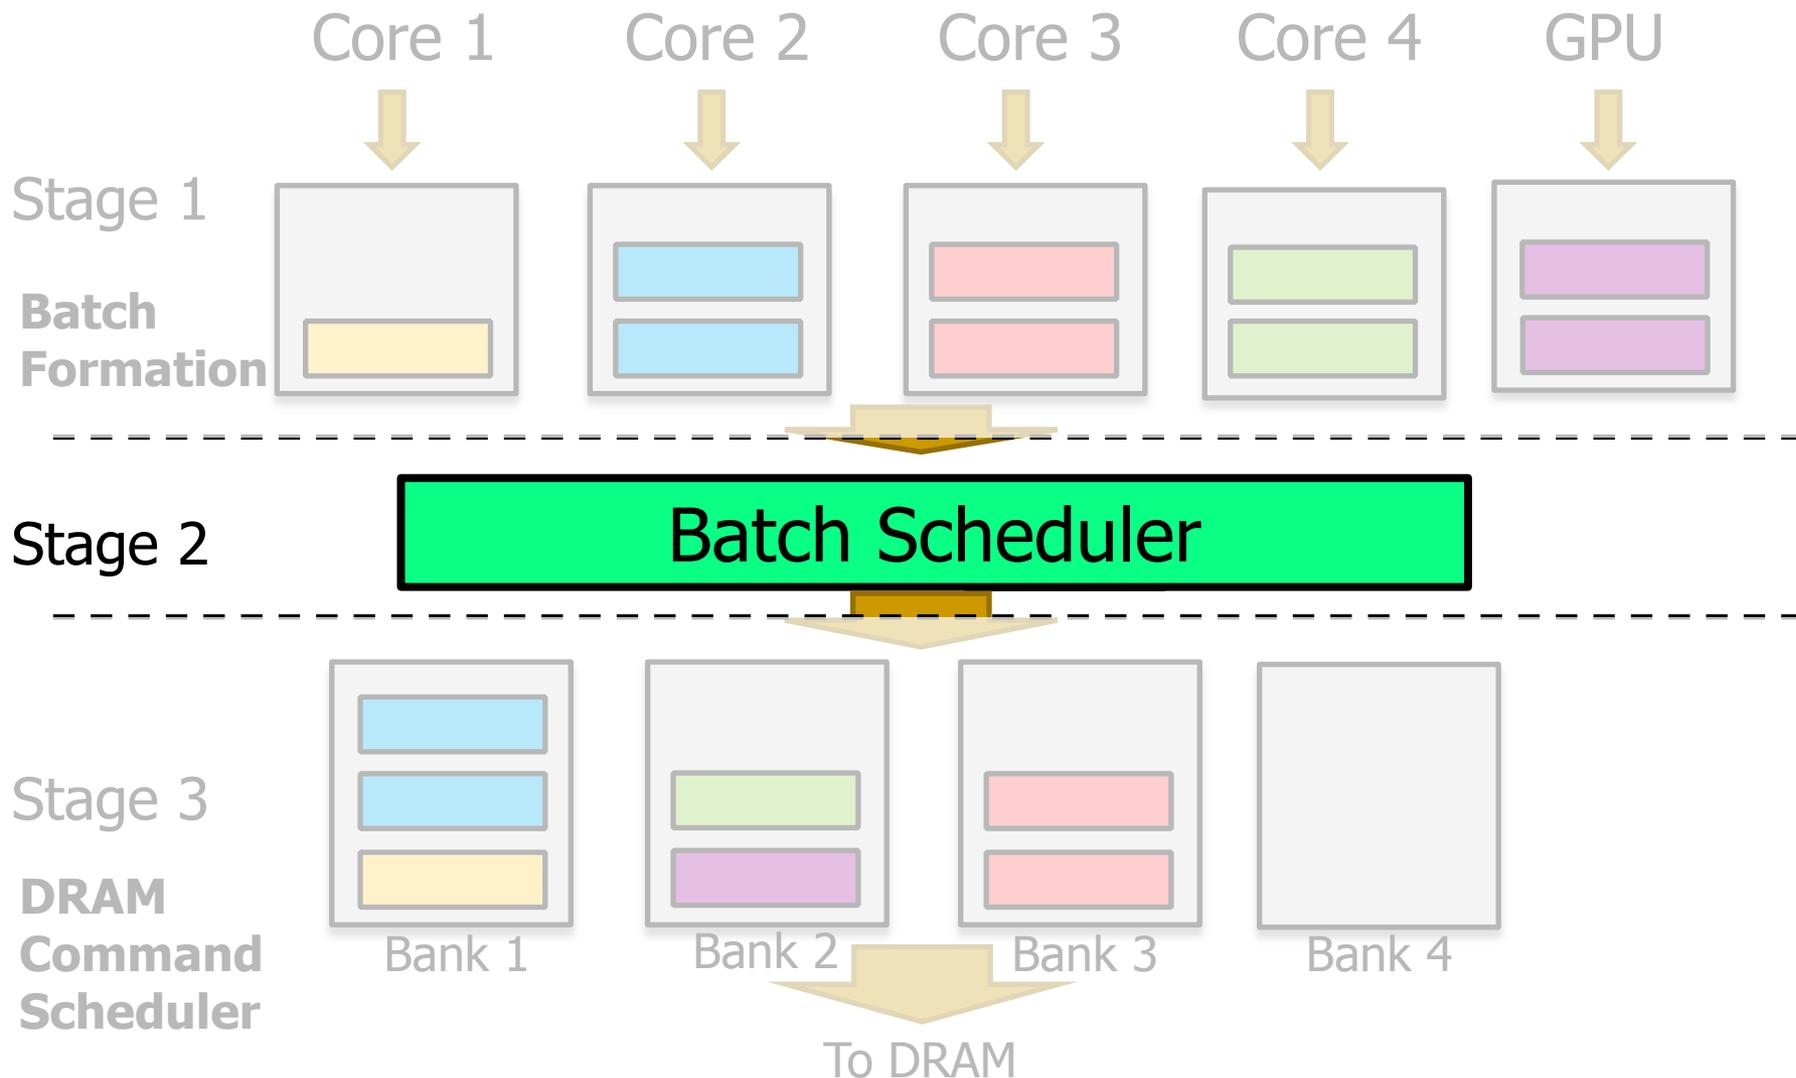 Core 1 Core 2 Core 3 Core 4 GPU
Stage 1
Batch
Formation
Batch Scheduler
Stage 2
Stage 3
DRAM
Command
Scheduler
Bank 1 Bank 2 Bank 3 Bank 4
To DRAM